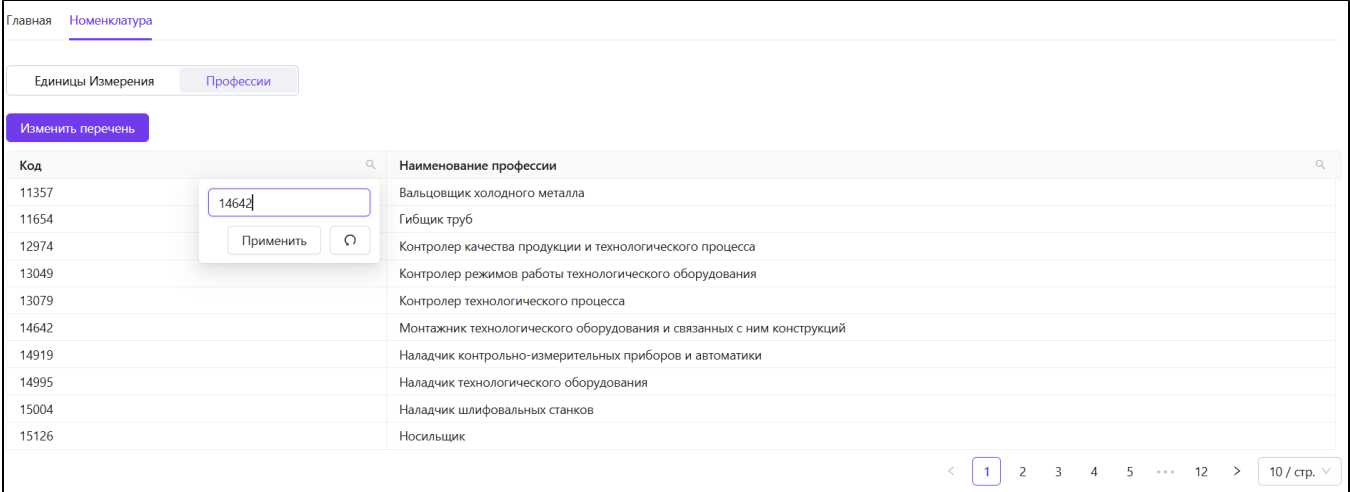 Главная Номенклатура
Единицы Измерения Профессии
Изменить перечень
Код Наименование профессии
11357 Вальцовщик холодного металла
14642
11654 Гибщик труб
Применить
12974 Контролер качества продукции и технологического процесса
13049 Контролер режимов работы технологического оборудования
13079 Контролер технологического процесса
14642 Монтажник технологического оборудования и связанных с ним конструкций
14919 Наладчик контрольно-измерительных приборов и автоматики
14995 Наладчик технологического оборудования
15004 Наладчик шлифовальных станков
15126 Носильщик
< 1 2 3 4 5 ••• 12 > 10 / стр.